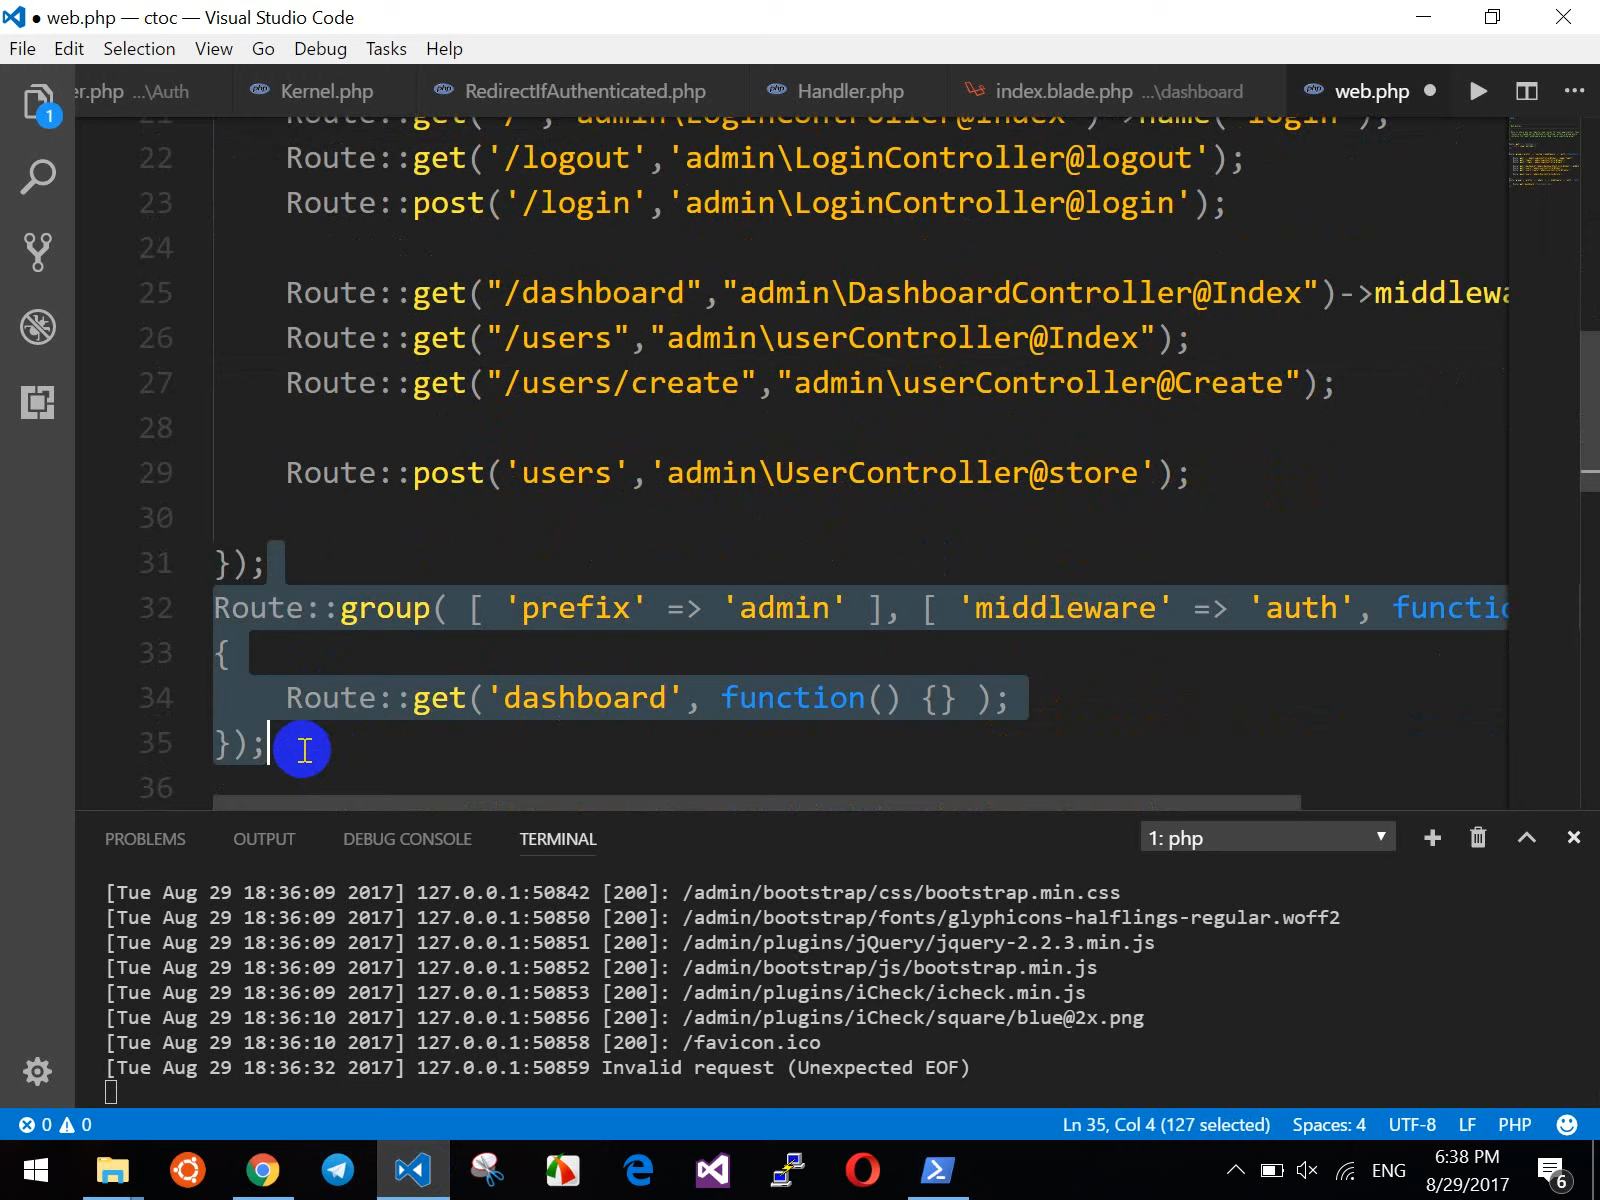 ● web.php — ctoc — Visual Studio Code
File Edit Selection View Go Debug Tasks Help
er.php ...\Auth Kernel.php RedirectIfAuthenticated.php Handler.php index.blade.php ...\dashboard web.php ●
1
21 Route::get('/','admin\LoginController@index')->name('login');
22 Route::get('/logout','admin\LoginController@logout');
23 Route::post('/login','admin\LoginController@login');
24
25 Route::get("/dashboard","admin\DashboardController@Index")->middlewa
26 Route::get("/users","admin\userController@Index");
27 Route::get("/users/create","admin\userController@Create");
28
29 Route::post('users','admin\UserController@store');
30
31 });
32 Route::group( [ 'prefix' => 'admin' ], [ 'middleware' => 'auth', functio
33 {
34 Route::get('dashboard', function() {} );
35 });
36
PROBLEMS OUTPUT DEBUG CONSOLE TERMINAL 1: php
[Tue Aug 29 18:36:09 2017] 127.0.0.1:50842 [200]: /admin/bootstrap/css/bootstrap.min.css
[Tue Aug 29 18:36:09 2017] 127.0.0.1:50850 [200]: /admin/bootstrap/fonts/glyphicons-halflings-regular.woff2
[Tue Aug 29 18:36:09 2017] 127.0.0.1:50851 [200]: /admin/plugins/jQuery/jquery-2.2.3.min.js
[Tue Aug 29 18:36:09 2017] 127.0.0.1:50852 [200]: /admin/bootstrap/js/bootstrap.min.js
[Tue Aug 29 18:36:09 2017] 127.0.0.1:50853 [200]: /admin/plugins/iCheck/icheck.min.js
[Tue Aug 29 18:36:10 2017] 127.0.0.1:50856 [200]: /admin/plugins/iCheck/square/blue@2x.png
[Tue Aug 29 18:36:10 2017] 127.0.0.1:50858 [200]: /favicon.ico
[Tue Aug 29 18:36:32 2017] 127.0.0.1:50859 Invalid request (Unexpected EOF)
0 0 Ln 35, Col 4 (127 selected) Spaces: 4 UTF-8 LF PHP
ENG 6:38 PM
8/29/2017 6